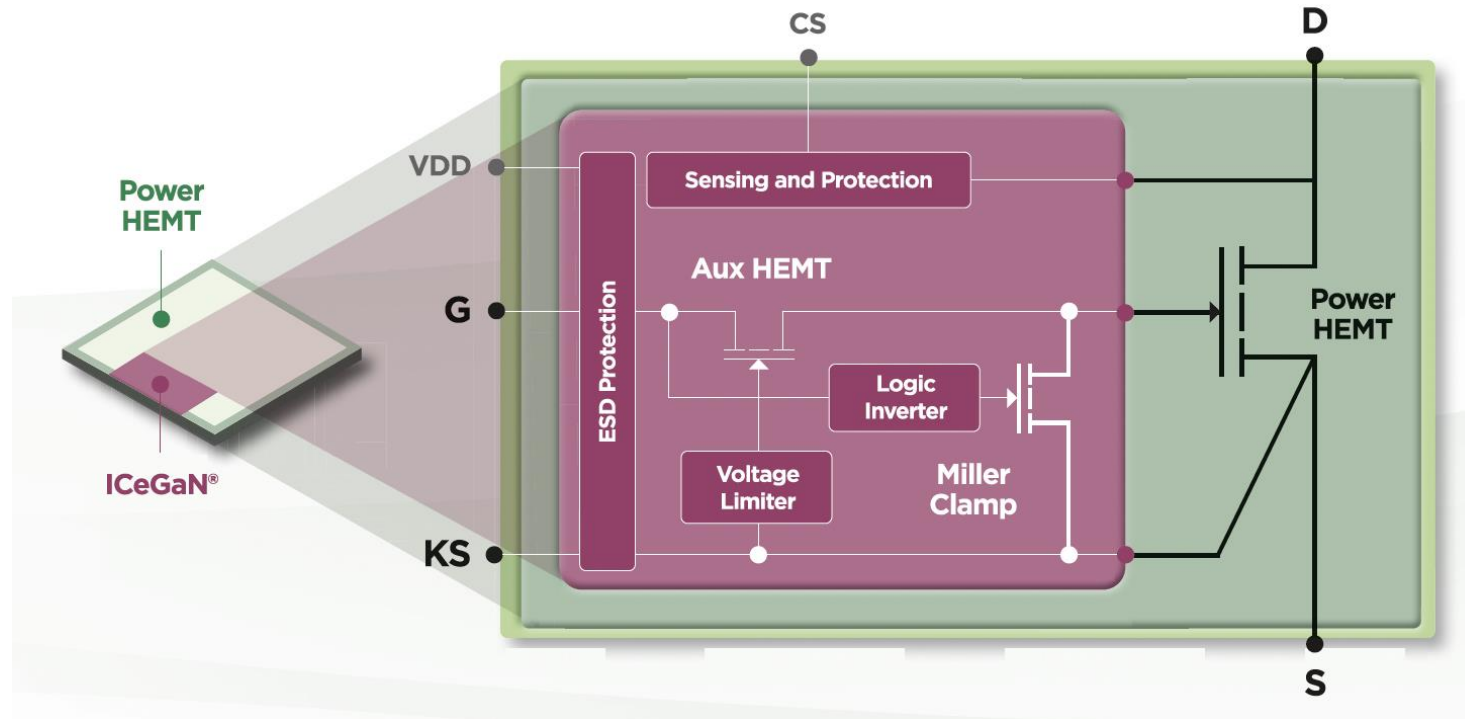 CS
D
VDD
Sensing and Protection
Power
HEMT
Aux HEMT
G
ESD Protection
Power
HEMT
Logic
Inverter
ICeGaN®
Voltage
Limiter
Miller
Clamp
KS
S